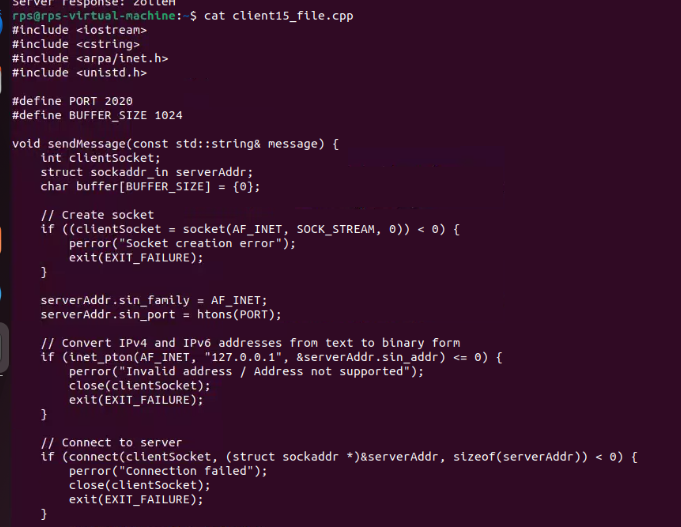 Server response: zolleH
rps@rps-virtual-machine:~$ cat client15_file.cpp
#include <iostream>
#include <cstring>
#include <arpa/inet.h>
#include <unistd.h>

#define PORT 2020
#define BUFFER_SIZE 1024

void sendMessage(const std::string& message) {
    int clientSocket;
    struct sockaddr_in serverAddr;
    char buffer[BUFFER_SIZE] = {0};

    // Create socket
    if ((clientSocket = socket(AF_INET, SOCK_STREAM, 0)) < 0) {
        perror("Socket creation error");
        exit(EXIT_FAILURE);
    }

    serverAddr.sin_family = AF_INET;
    serverAddr.sin_port = htons(PORT);

    // Convert IPv4 and IPv6 addresses from text to binary form
    if (inet_pton(AF_INET, "127.0.0.1", &serverAddr.sin_addr) <= 0) {
        perror("Invalid address / Address not supported");
        close(clientSocket);
        exit(EXIT_FAILURE);
    }

    // Connect to server
    if (connect(clientSocket, (struct sockaddr *)&serverAddr, sizeof(serverAddr)) < 0) {
        perror("Connection failed");
        close(clientSocket);
        exit(EXIT_FAILURE);
    }